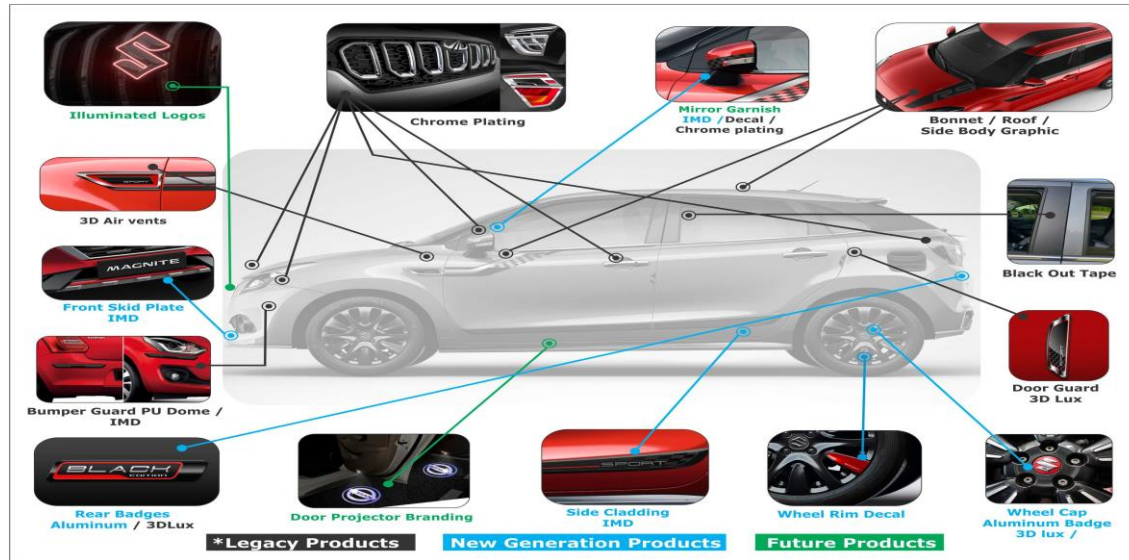 Illuminated Logos
Chrome Plating
Mirror Garnish
IMD /Decal /
Chrome plating
Bonnet / Roof /
Side Body Graphic
SPORT
3D Air vents
Black Out Tape
MAGNITE
Front Skid Plate
IMD
Bumper Guard PU Dome /
IMD
Door Guard
3D Lux
BLACK
EDITION
Rear Badges
Aluminum / 3DLux
Door Projector Branding
SPORT
Side Cladding
IMD
Wheel Rim Decal
Wheel Cap
Aluminum Badge
3D lux /
*Legacy Products
New Generation Products
Future Products